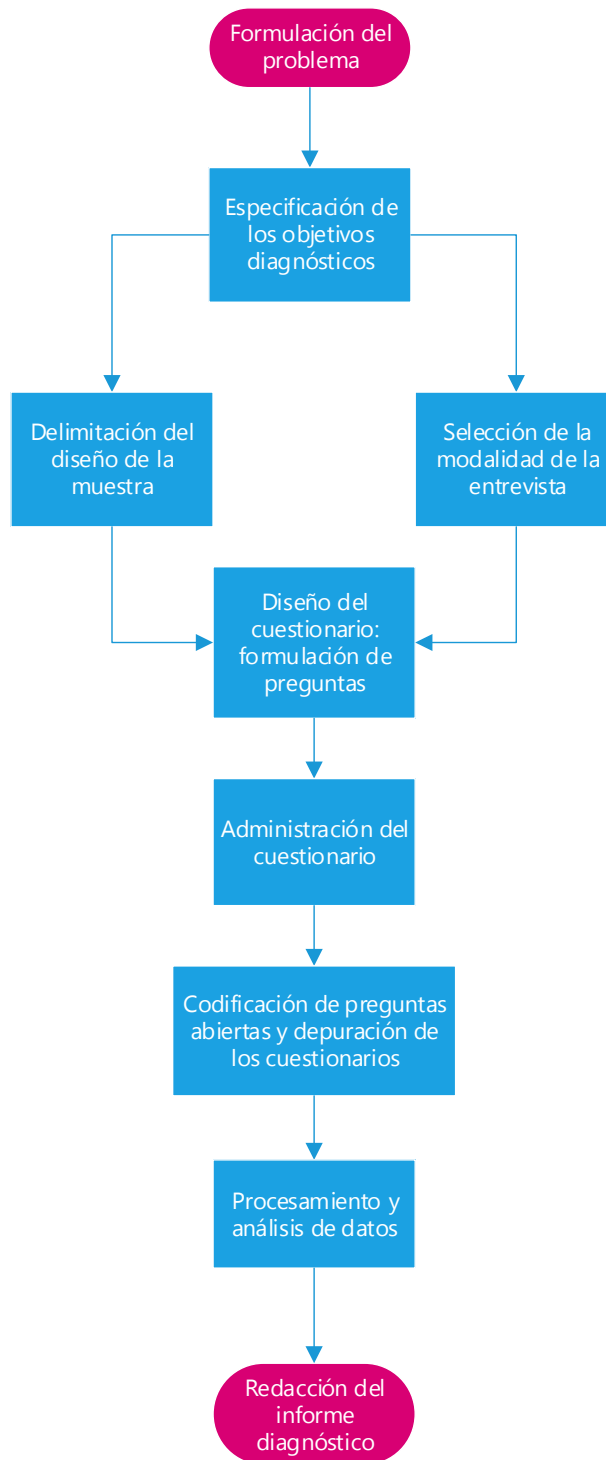 Formulación del
problema
Especificación de
los objetivos
diagnósticos
Delimitación del
diseño de la
muestra
Selección de la
modalidad de la
entrevista
Diseño del
cuestionario:
formulación de
preguntas
Administración del
cuestionario
Codificación de preguntas
abiertas y depuración de
los cuestionarios
Procesamiento y
análisis de datos
Redacción del
informe
diagnóstico